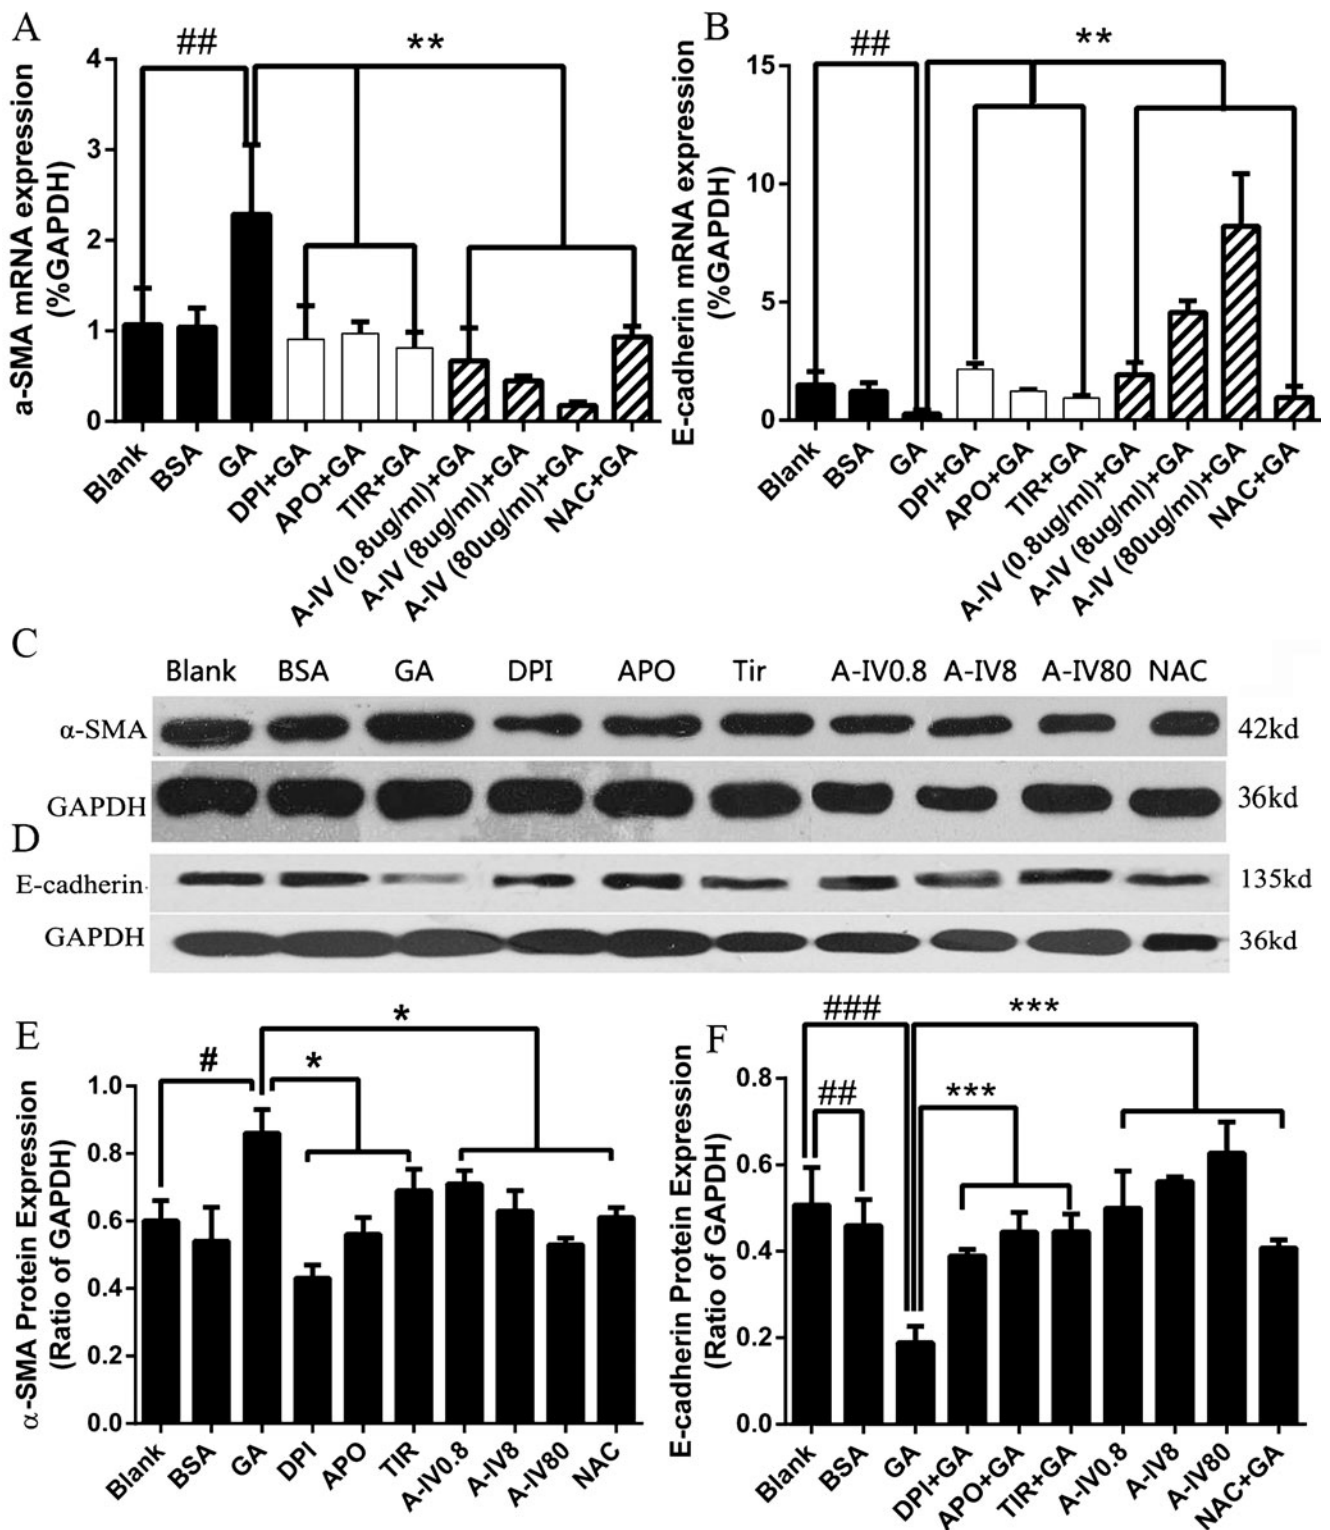 A
##
**
a-SMA mRNA expression
(%GAPDH)
4
3
2
1
0
Blank
BSA
GA
DPI+GA
APO+GA
TIR+GA
A-IV (0.8ug/ml)+GA
A-IV (8ug/ml)+GA
A-IV (80ug/ml)+GA
NAC+GA
B
##
**
E-cadherin mRNA expression
(%GAPDH)
15
10
5
0
Blank
BSA
GA
DPI+GA
APO+GA
TIR+GA
A-IV (0.8ug/ml)+GA
A-IV (8ug/ml)+GA
A-IV (80ug/ml)+GA
NAC+GA
C
Blank BSA GA DPI APO Tir A-IV0.8 A-IV8 A-IV80 NAC
α-SMA 42kd
GAPDH 36kd
D
E-cadherin 135kd
GAPDH 36kd
E
#
*
*
α-SMA Protein Expression
(Ratio of GAPDH)
1.0
0.8
0.6
0.4
0.2
0.0
Blank
BSA
GA
DPI
APO
TIR
A-IV0.8
A-IV8
A-IV80
NAC
F
###
***
##
***
E-cadherin Protein Expression
(Ratio of GAPDH)
0.8
0.6
0.4
0.2
0.0
Blank
BSA
GA
DPI+GA
APO+GA
TIR+GA
A-IV0.8
A-IV8
A-IV80
NAC+GA